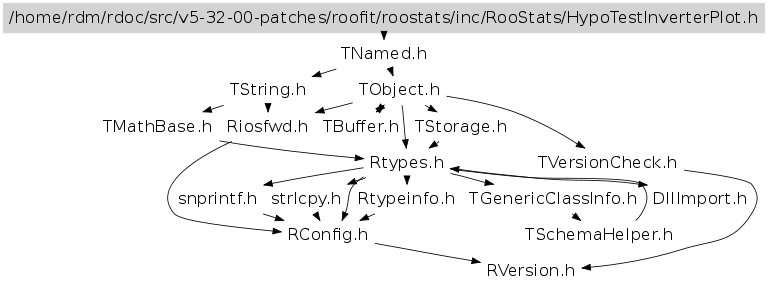 /home/rdm/rdoc/src/v5-32-00-patches/roofit/roostats/inc/RooStats/HypoTestInverterPlot.h
TNamed.h
TString.h TObject.h
TMathBase.h Riosfwd.h TBuffer.h TStorage.h
Rtypes.h TVersionCheck.h
snprintf.h strlcpy.h Rtypeinfo.h TGenericClassInfo.h DllImport.h
RConfig.h TSchemaHelper.h
RVersion.h